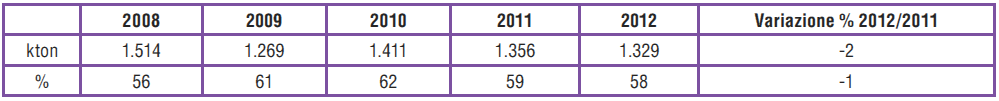 2008 2009 2010 2011 2012 Variazione % 2012/2011
kton 1.514 1.269 1.411 1.356 1.329 -2
% 56 61 62 59 58 -1